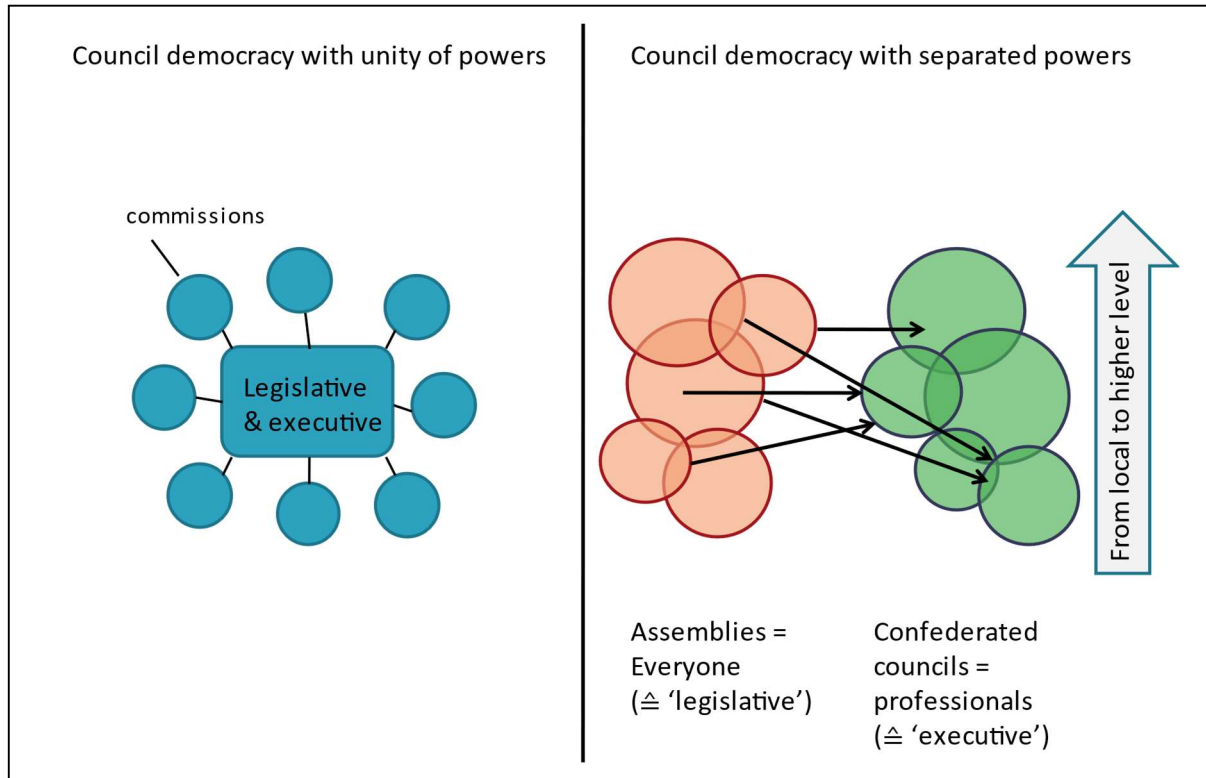 Council democracy with unity of powers
Council democracy with separated powers
commissions
Legislative
& executive
From local to higher level
Assemblies =
Everyone
(≙ ‘legislative’)
Confederated
councils =
professionals
(≙ ‘executive’)